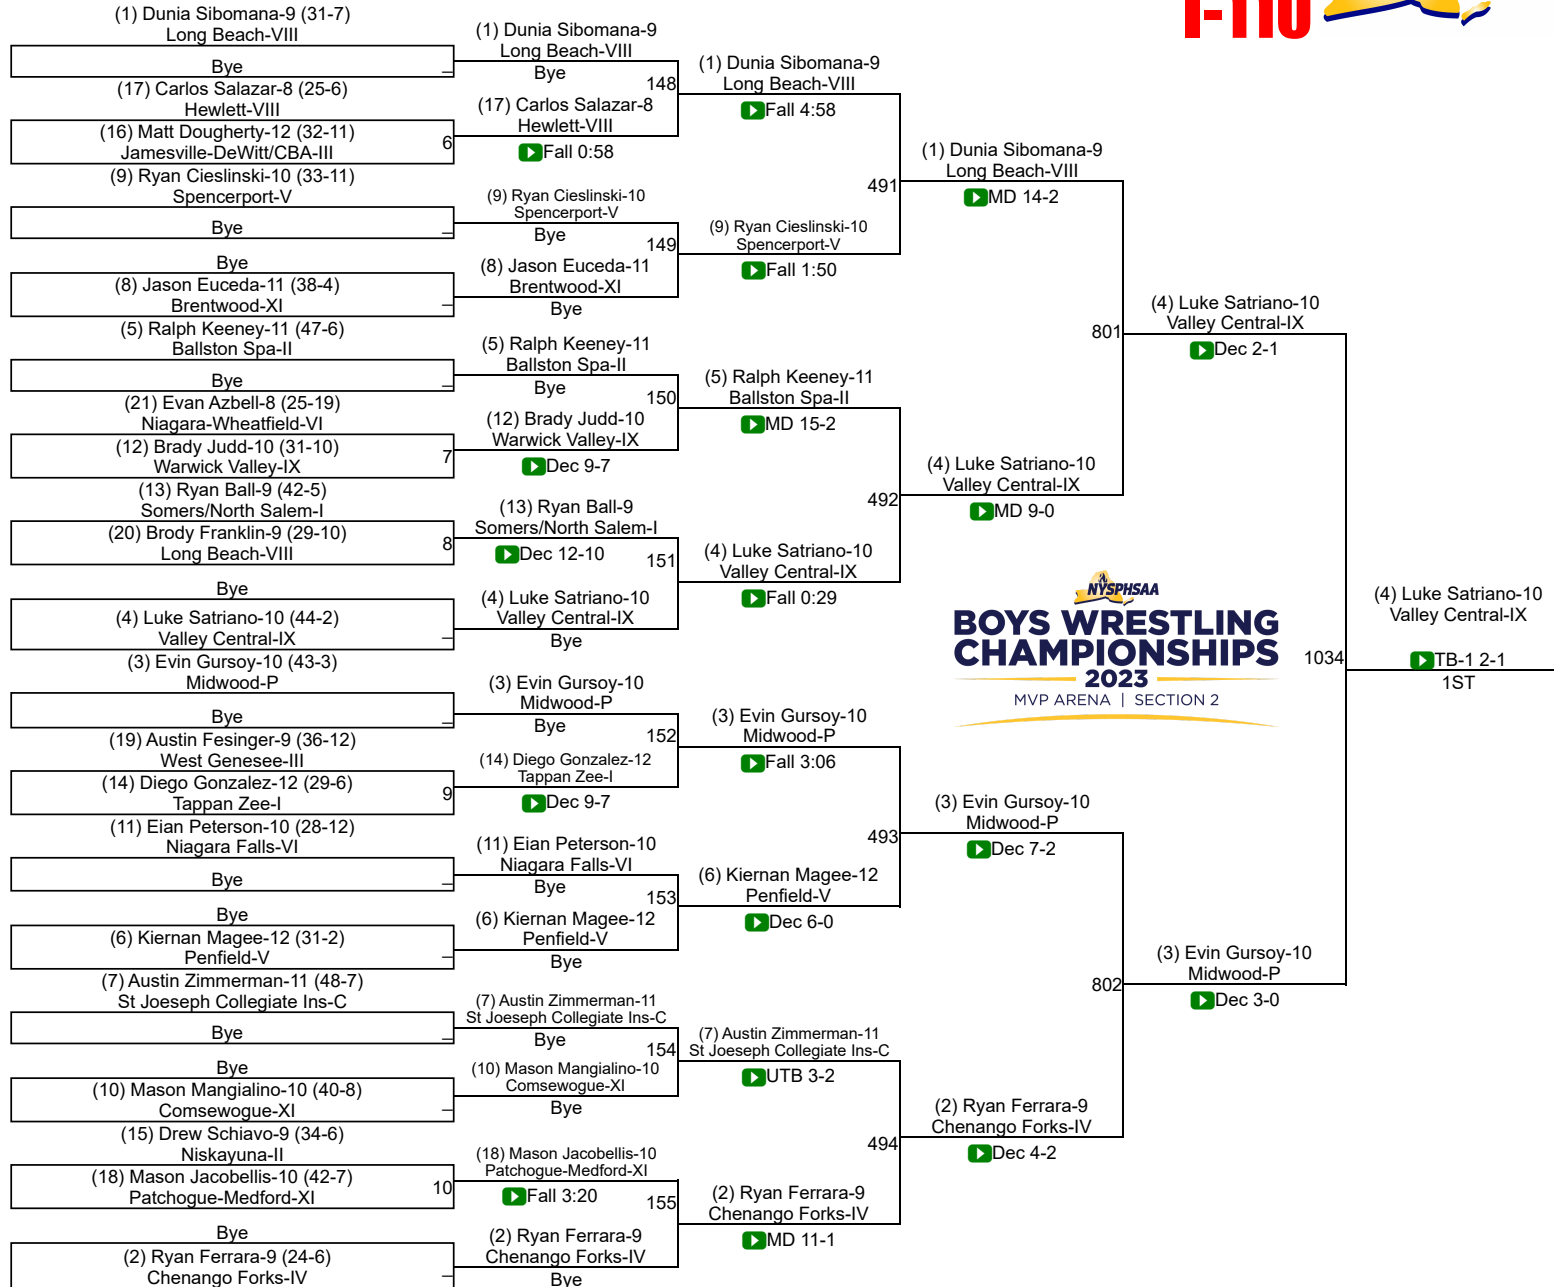 I-110
(1) Dunia Sibomana-9 (31-7)
Long Beach-VIII
Bye
(17) Carlos Salazar-8 (25-6)
Hewlett-VIII
(16) Matt Dougherty-12 (32-11)
Jamesville-DeWitt/CBA-III
6
(9) Ryan Cieslinski-10 (33-11)
Spencerport-V
Bye
Bye
(8) Jason Euceda-11 (38-4)
Brentwood-XI
(5) Ralph Keeney-11 (47-6)
Ballston Spa-II
Bye
(21) Evan Azbell-8 (25-19)
Niagara-Wheatfield-VI
(12) Brady Judd-10 (31-10)
Warwick Valley-IX
7
(13) Ryan Ball-9 (42-5)
Somers/North Salem-I
(20) Brody Franklin-9 (29-10)
Long Beach-VIII
8
Bye
(4) Luke Satriano-10 (44-2)
Valley Central-IX
(3) Evin Gursoy-10 (43-3)
Midwood-P
Bye
(19) Austin Fesinger-9 (36-12)
West Genesee-III
(14) Diego Gonzalez-12 (29-6)
Tappan Zee-I
9
(11) Eian Peterson-10 (28-12)
Niagara Falls-VI
Bye
Bye
(6) Kiernan Magee-12 (31-2)
Penfield-V
(7) Austin Zimmerman-11 (48-7)
St Joeseph Collegiate Ins-C
Bye
Bye
(10) Mason Mangialino-10 (40-8)
Comsewogue-XI
(15) Drew Schiavo-9 (34-6)
Niskayuna-II
(18) Mason Jacobellis-10 (42-7)
Patchogue-Medford-XI
10
Bye
(2) Ryan Ferrara-9 (24-6)
Chenango Forks-IV
(1) Dunia Sibomana-9
Long Beach-VIII
Bye
148
(17) Carlos Salazar-8
Hewlett-VIII
Fall 0:58
(9) Ryan Cieslinski-10
Spencerport-V
Bye
149
(8) Jason Euceda-11
Brentwood-XI
Bye
(5) Ralph Keeney-11
Ballston Spa-II
Bye
150
(12) Brady Judd-10
Warwick Valley-IX
Dec 9-7
(13) Ryan Ball-9
Somers/North Salem-I
Dec 12-10
151
(4) Luke Satriano-10
Valley Central-IX
Bye
(3) Evin Gursoy-10
Midwood-P
Bye
152
(14) Diego Gonzalez-12
Tappan Zee-I
Dec 9-7
(11) Eian Peterson-10
Niagara Falls-VI
Bye
153
(6) Kiernan Magee-12
Penfield-V
Bye
(7) Austin Zimmerman-11
St Joeseph Collegiate Ins-C
Bye
154
(10) Mason Mangialino-10
Comsewogue-XI
Bye
(18) Mason Jacobellis-10
Patchogue-Medford-XI
Fall 3:20
155
(2) Ryan Ferrara-9
Chenango Forks-IV
Bye
(1) Dunia Sibomana-9
Long Beach-VIII
Fall 4:58
491
(9) Ryan Cieslinski-10
Spencerport-V
Fall 1:50
(5) Ralph Keeney-11
Ballston Spa-II
MD 15-2
492
(4) Luke Satriano-10
Valley Central-IX
Fall 0:29
(3) Evin Gursoy-10
Midwood-P
Fall 3:06
493
(6) Kiernan Magee-12
Penfield-V
Dec 6-0
(7) Austin Zimmerman-11
St Joeseph Collegiate Ins-C
UTB 3-2
494
(2) Ryan Ferrara-9
Chenango Forks-IV
MD 11-1
(1) Dunia Sibomana-9
Long Beach-VIII
MD 14-2
801
(4) Luke Satriano-10
Valley Central-IX
MD 9-0
(3) Evin Gursoy-10
Midwood-P
Dec 7-2
802
(2) Ryan Ferrara-9
Chenango Forks-IV
Dec 4-2
(4) Luke Satriano-10
Valley Central-IX
Dec 2-1
NYSPHSAA
BOYS WRESTLING
CHAMPIONSHIPS
2023
MVP ARENA | SECTION 2
1034
(3) Evin Gursoy-10
Midwood-P
Dec 3-0
(4) Luke Satriano-10
Valley Central-IX
TB-1 2-1
1ST